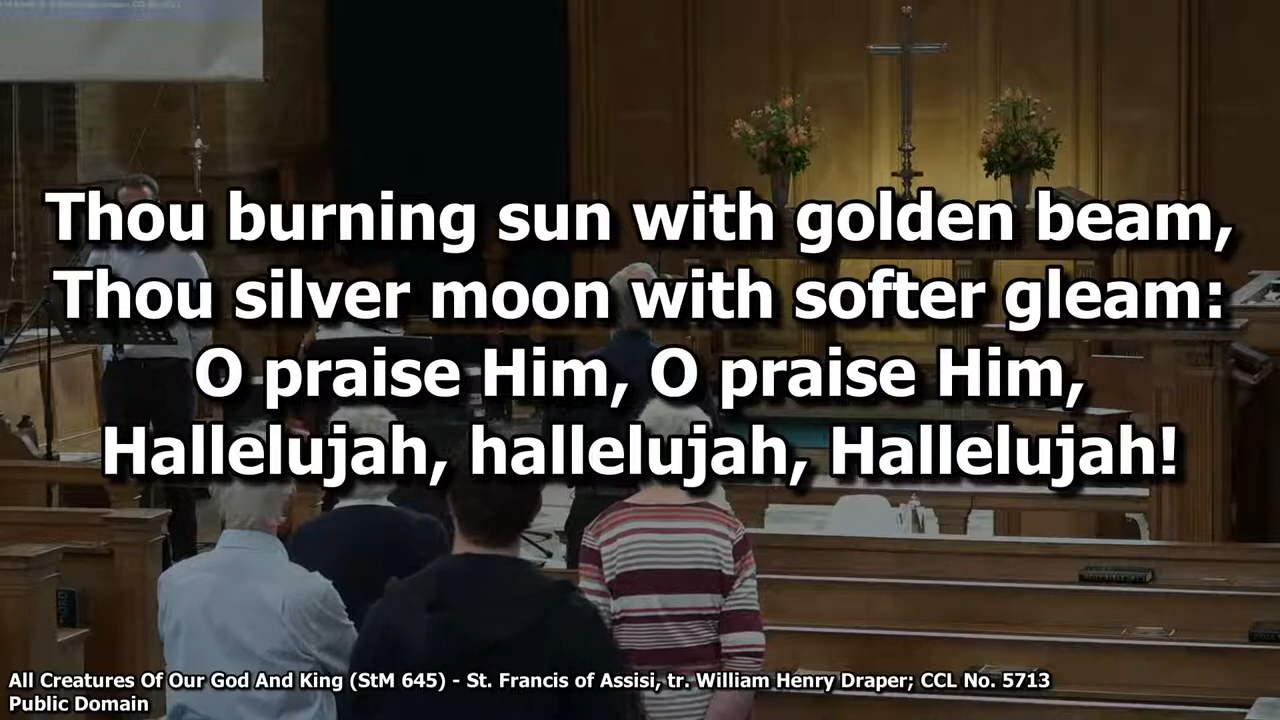 Thou burning sun with golden beam,
Thou silver moon with softer gleam:
O praise Him, O praise Him,
Hallelujah, hallelujah, Hallelujah!
All Creatures Of Our God And King (StM 645) - St. Francis of Assisi, tr. William Henry Draper; CCL No. 5713
Public Domain